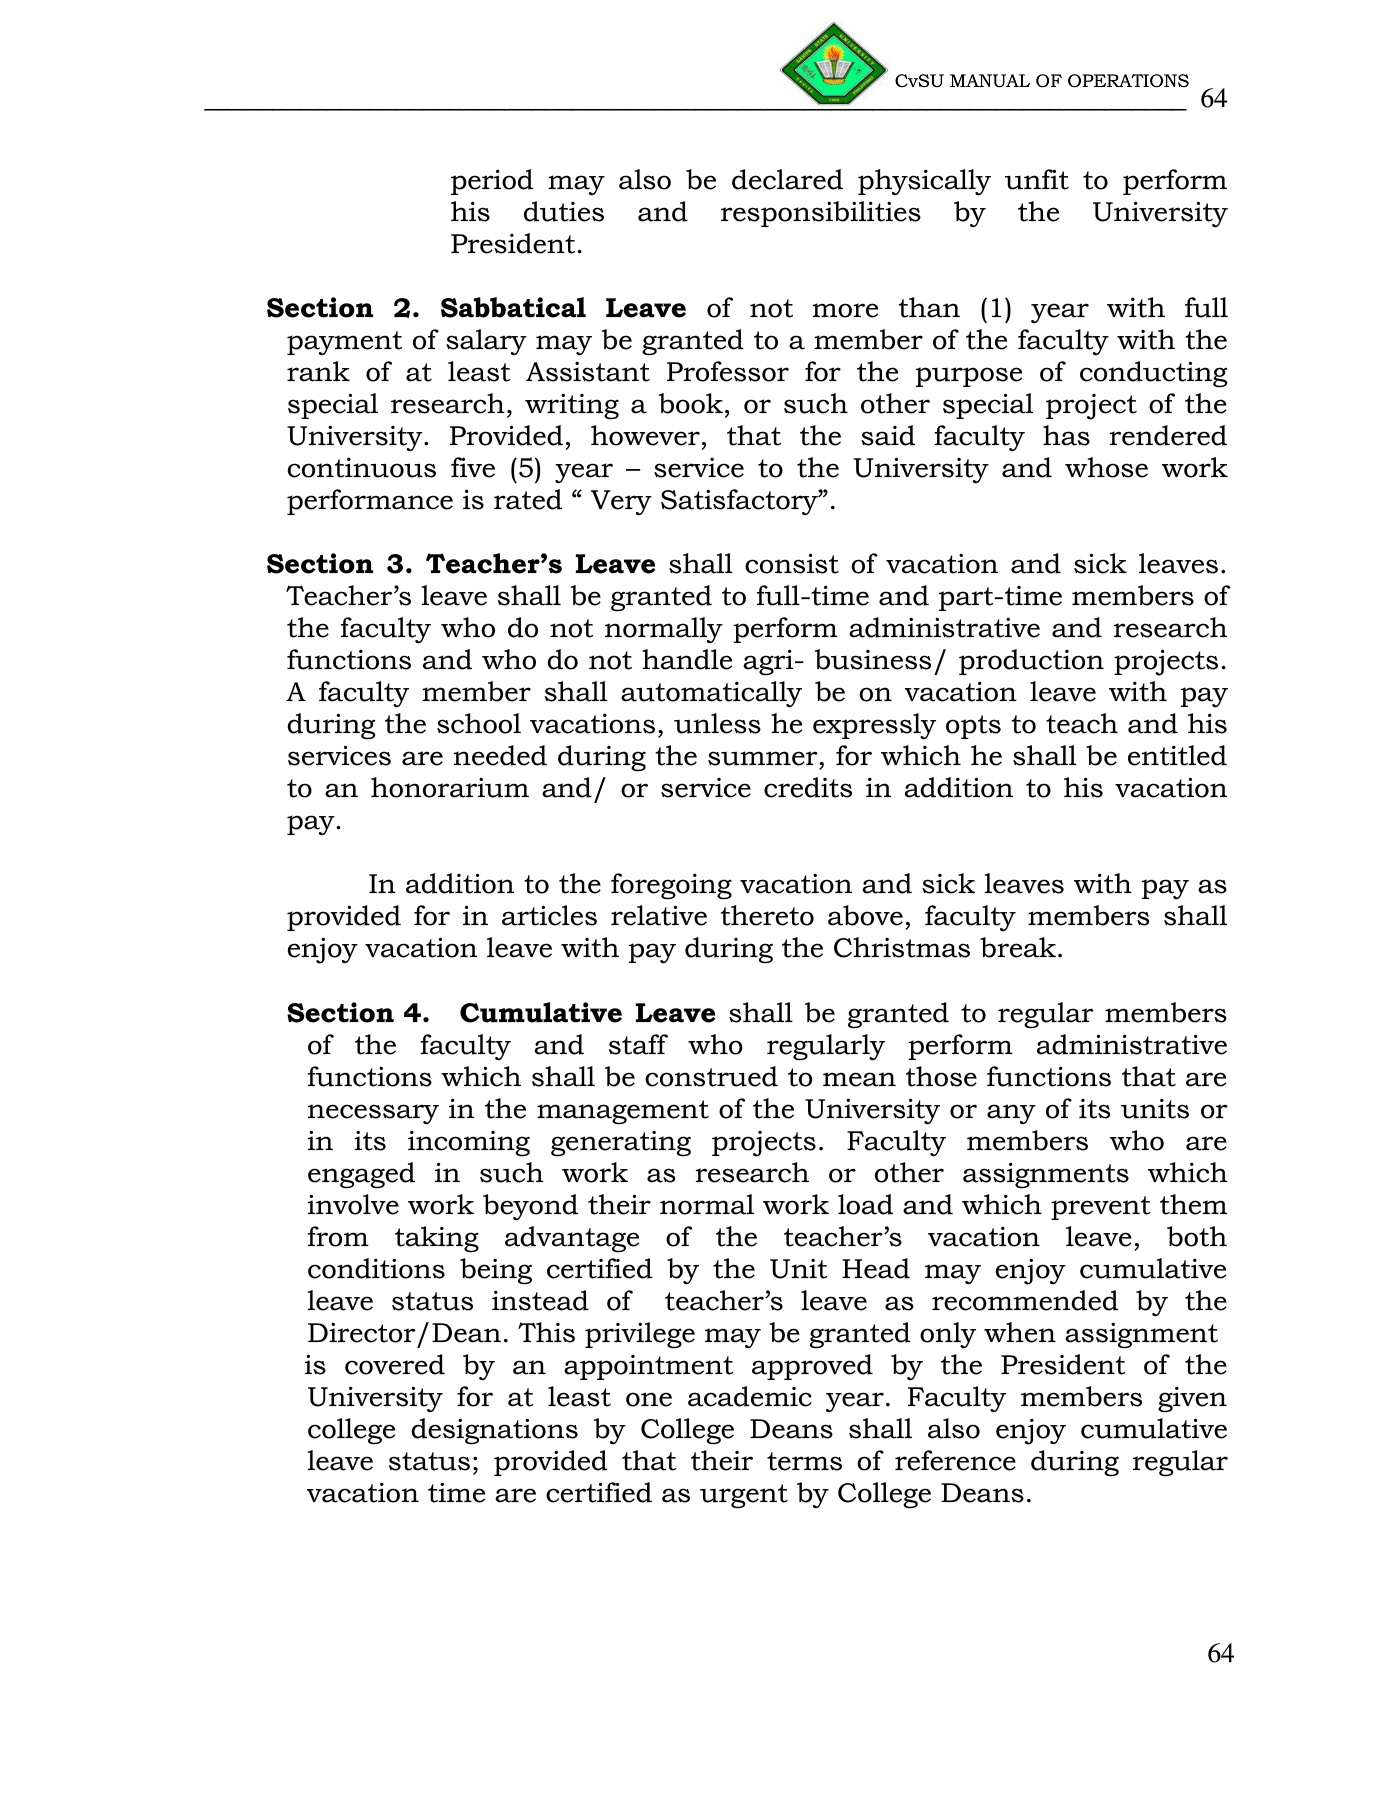 CvSU MANUAL OF OPERATIONS 64
period may also be declared physically unfit to perform
his duties and responsibilities by the University
President.
Section 2. Sabbatical Leave of not more than (1) year with full
payment of salary may be granted to a member of the faculty with the
rank of at least Assistant Professor for the purpose of conducting
special research, writing a book, or such other special project of the
University. Provided, however, that the said faculty has rendered
continuous five (5) year – service to the University and whose work
performance is rated “ Very Satisfactory”.
Section 3. Teacher’s Leave shall consist of vacation and sick leaves.
Teacher’s leave shall be granted to full-time and part-time members of
the faculty who do not normally perform administrative and research
functions and who do not handle agri- business/ production projects.
A faculty member shall automatically be on vacation leave with pay
during the school vacations, unless he expressly opts to teach and his
services are needed during the summer, for which he shall be entitled
to an honorarium and/ or service credits in addition to his vacation
pay.
In addition to the foregoing vacation and sick leaves with pay as
provided for in articles relative thereto above, faculty members shall
enjoy vacation leave with pay during the Christmas break.
Section 4. Cumulative Leave shall be granted to regular members
of the faculty and staff who regularly perform administrative
functions which shall be construed to mean those functions that are
necessary in the management of the University or any of its units or
in its incoming generating projects. Faculty members who are
engaged in such work as research or other assignments which
involve work beyond their normal work load and which prevent them
from taking advantage of the teacher’s vacation leave, both
conditions being certified by the Unit Head may enjoy cumulative
leave status instead of teacher’s leave as recommended by the
Director/Dean. This privilege may be granted only when assignment
is covered by an appointment approved by the President of the
University for at least one academic year. Faculty members given
college designations by College Deans shall also enjoy cumulative
leave status; provided that their terms of reference during regular
vacation time are certified as urgent by College Deans.
64